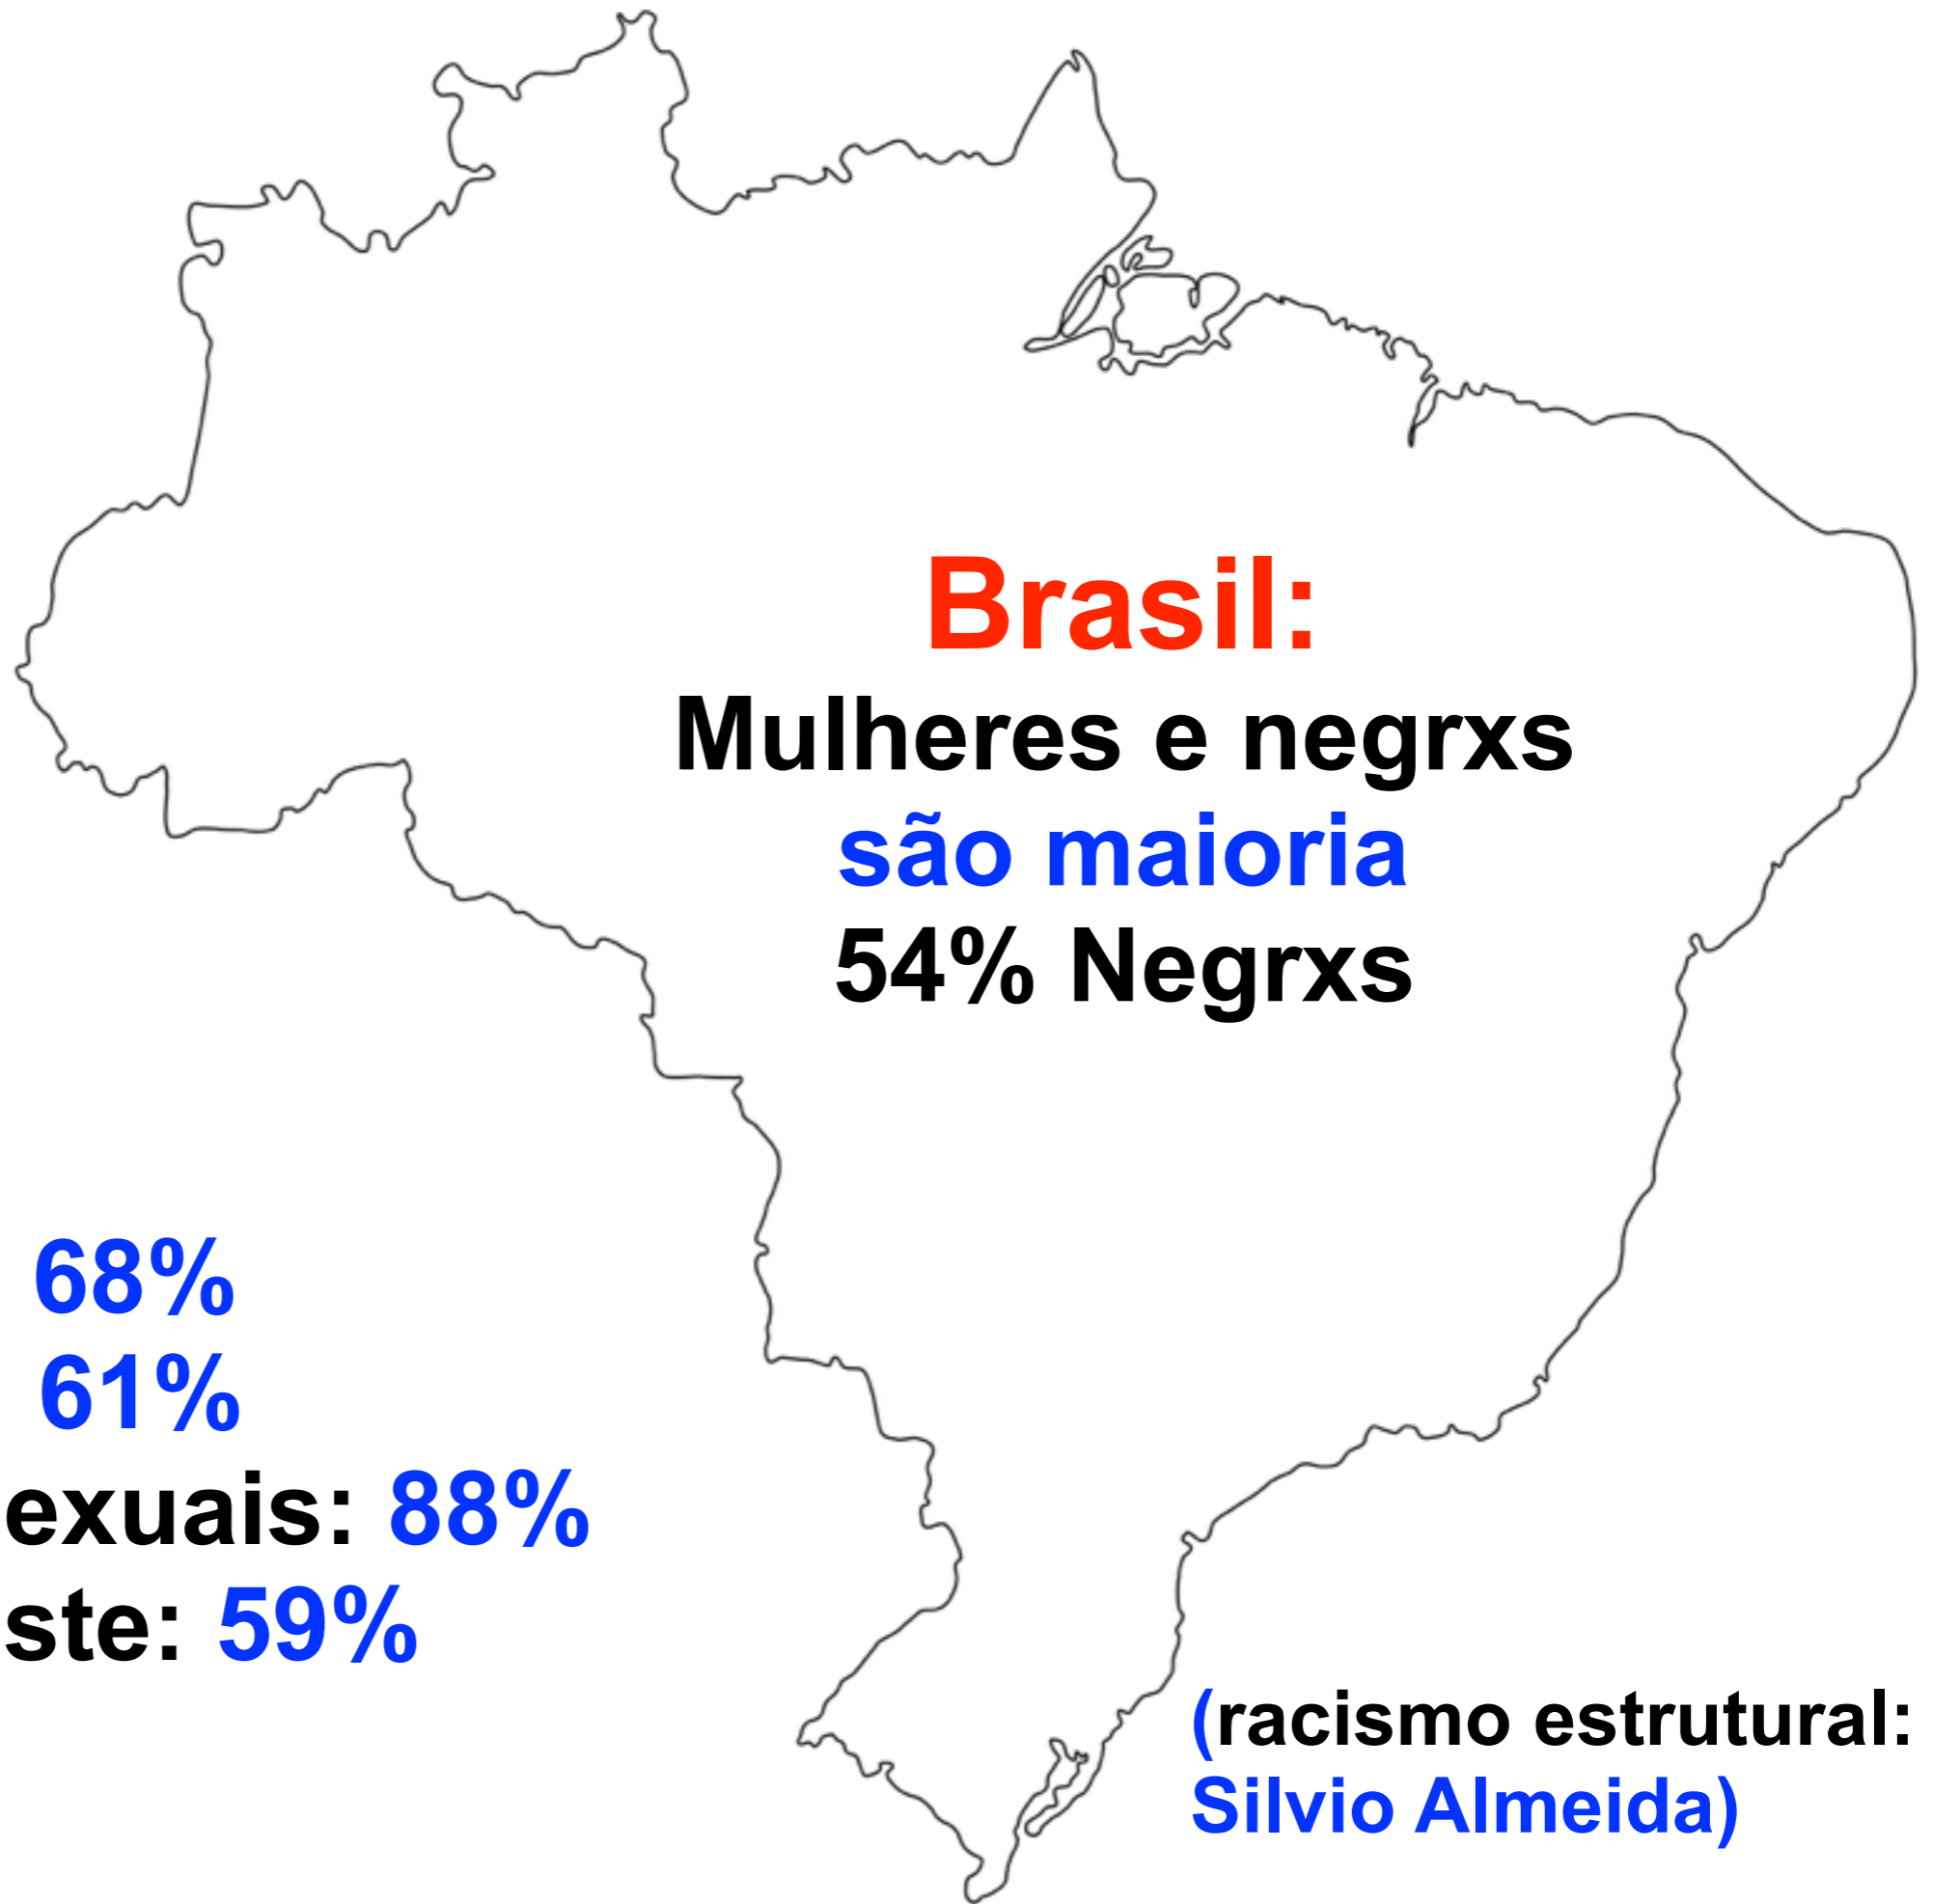 Brasil:
Mulheres e negrxs
são maioria
54% Negrxs
68%
61%
exuais: 88%
ste: 59%
(racismo estrutural:
Silvio Almeida)